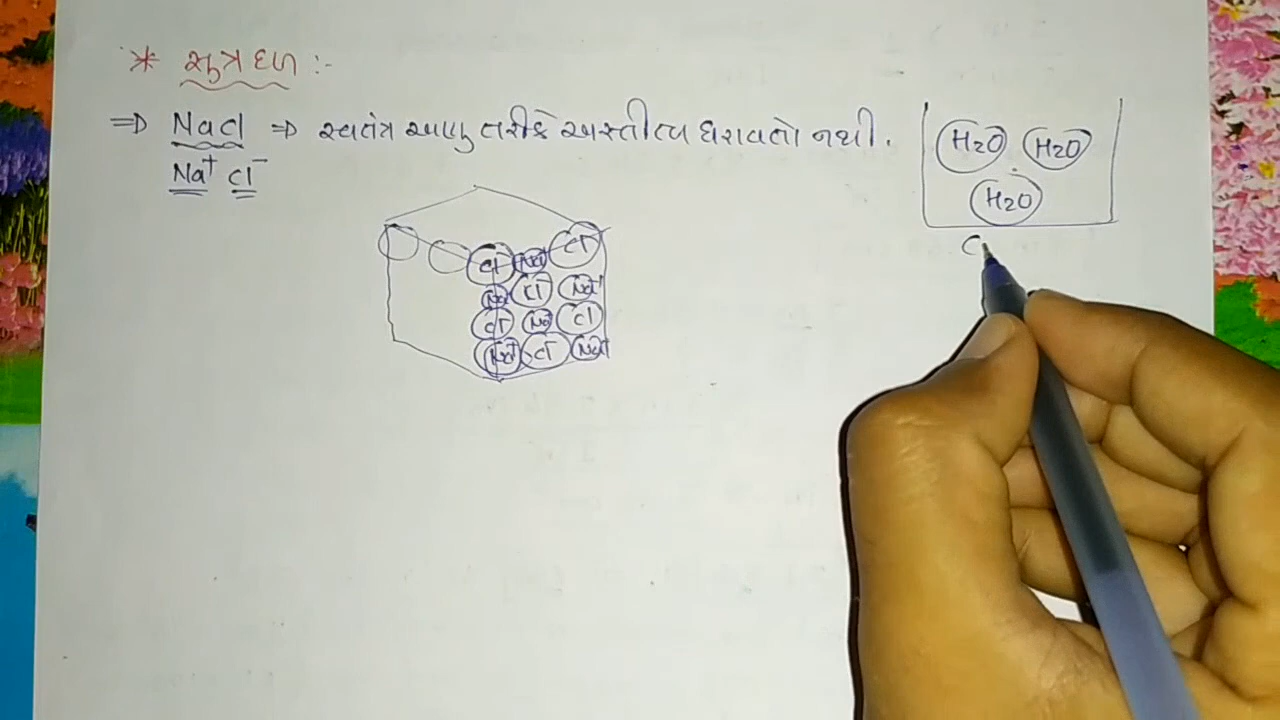 * સુત્રદળ :-
⇒ NaCl ⇒ સ્વતંત્ર આણુ તરીકે અસ્તીત્વ ધરાવતો નથી.
Na⁺ Cl⁻
H₂O H₂O
H₂O
Cl⁻ Na⁺ Cl⁻
Na⁺ Cl⁻ Na⁺
Cl⁻ Na⁺ Cl⁻
Na⁺ Cl⁻ Na⁺
C